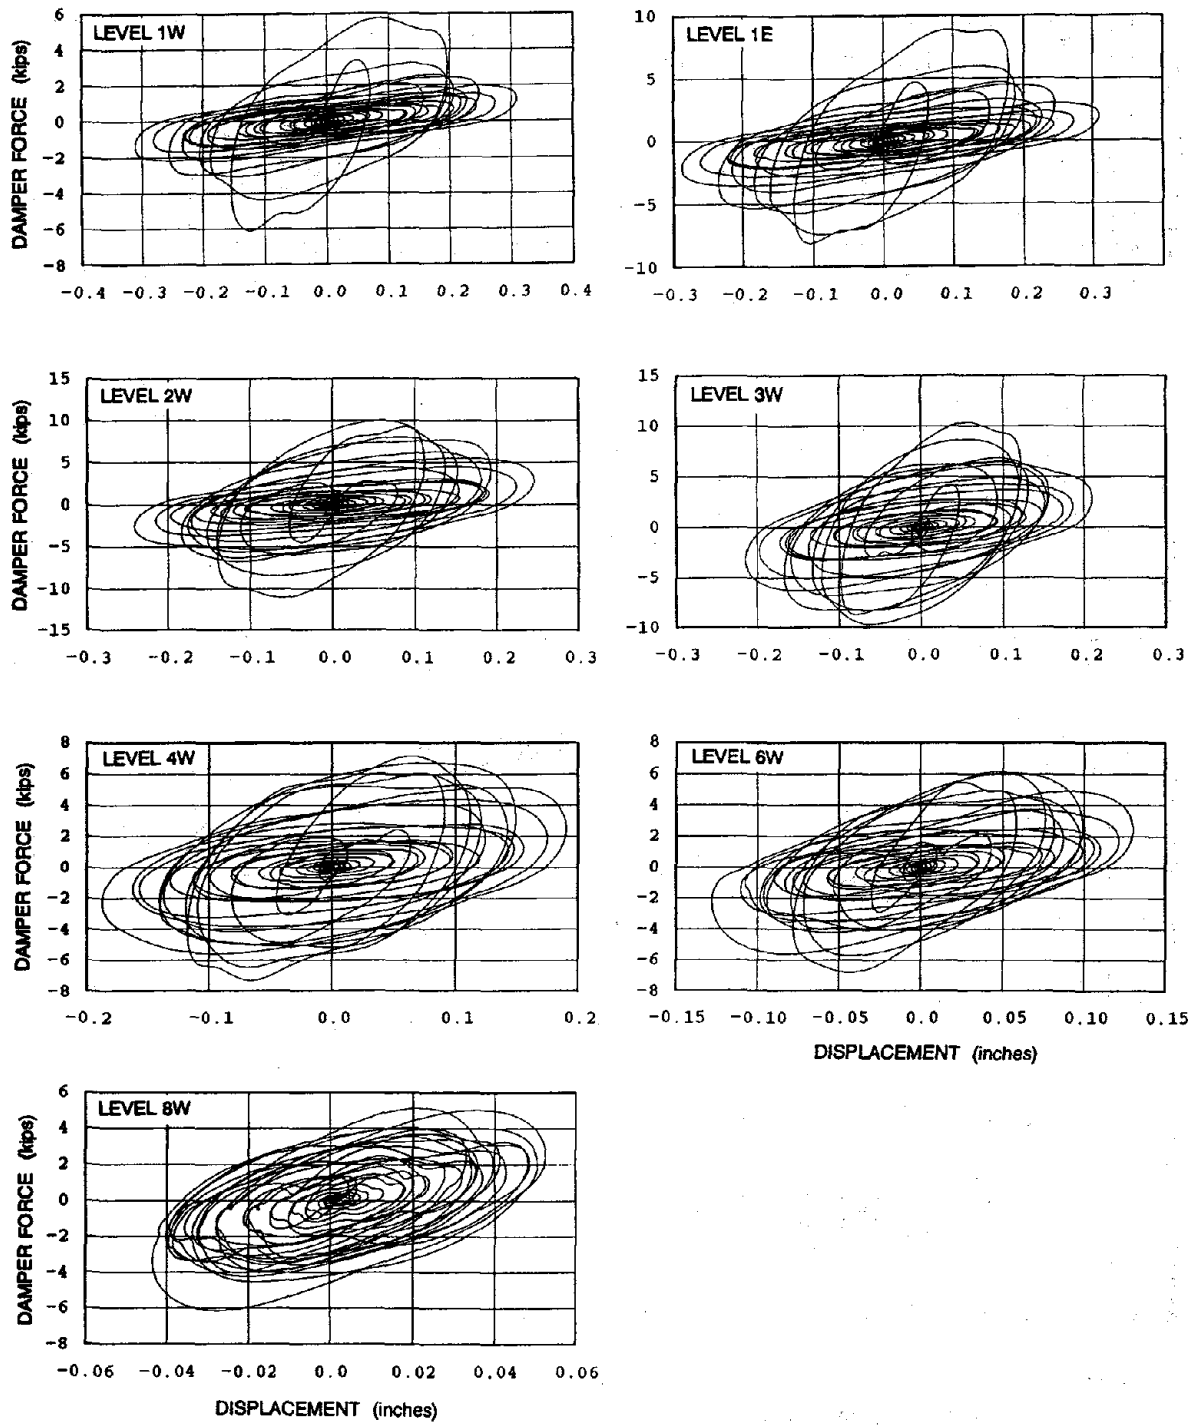 LEVEL 1W
DAMPER FORCE (kips)
6
4
2
0
-2
-4
-6
-8
-0.4 -0.3 -0.2 -0.1 0.0 0.1 0.2 0.3 0.4
LEVEL 1E
10
5
0
-5
-10
-0.3 -0.2 -0.1 0.0 0.1 0.2 0.3
LEVEL 2W
DAMPER FORCE (kips)
15
10
5
0
-5
-10
-15
-0.3 -0.2 -0.1 0.0 0.1 0.2 0.3
LEVEL 3W
15
10
5
0
-5
-10
-0.3 -0.2 -0.1 0.0 0.1 0.2 0.3
LEVEL 4W
DAMPER FORCE (kips)
8
6
4
2
0
-2
-4
-6
-8
-0.2 -0.1 0.0 0.1 0.2
LEVEL 6W
8
6
4
2
0
-2
-4
-6
-8
-0.15 -0.10 -0.05 0.0 0.05 0.10 0.15
DISPLACEMENT (inches)
LEVEL 8W
DAMPER FORCE (kips)
6
4
2
0
-2
-4
-6
-8
-0.06 -0.04 -0.02 0.0 0.02 0.04 0.06
DISPLACEMENT (inches)